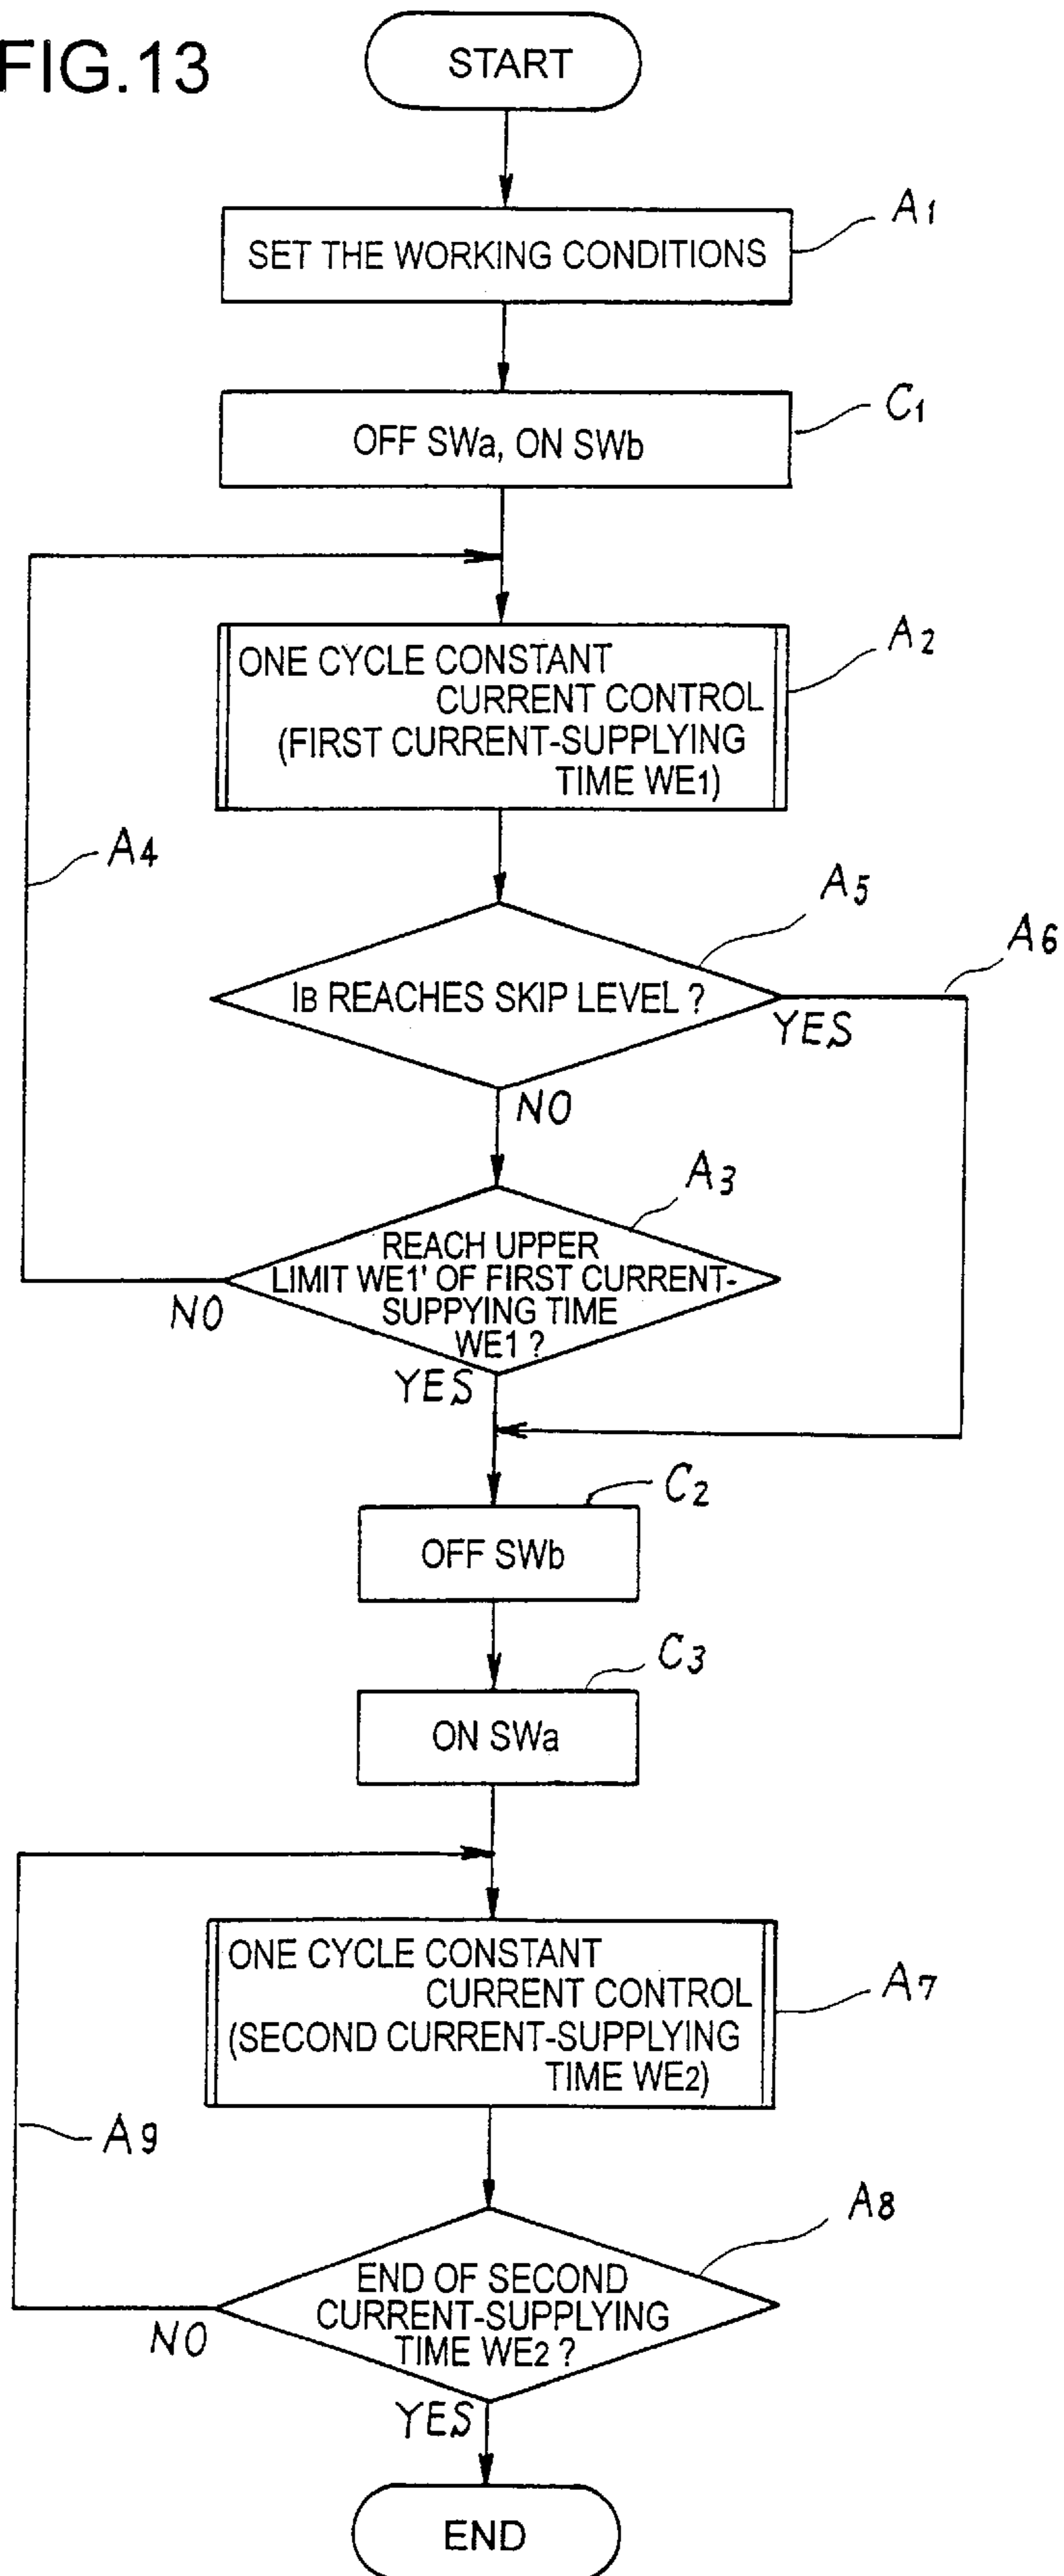 FIG.13
START
A1
SET THE WORKING CONDITIONS
C1
OFF SWa, ON SWb
A2
ONE CYCLE CONSTANT
CURRENT CONTROL
(FIRST CURRENT-SUPPLYING
TIME WE1)
A4
A5
A6
IB REACHES SKIP LEVEL ?
YES
NO
A3
REACH UPPER
LIMIT WE1' OF FIRST CURRENT-
SUPPYING TIME
WE1 ?
NO
YES
C2
OFF SWb
C3
ON SWa
A7
ONE CYCLE CONSTANT
CURRENT CONTROL
(SECOND CURRENT-SUPPLYING
TIME WE2)
A9
A8
END OF SECOND
CURRENT-SUPPLYING
TIME WE2 ?
NO
YES
END